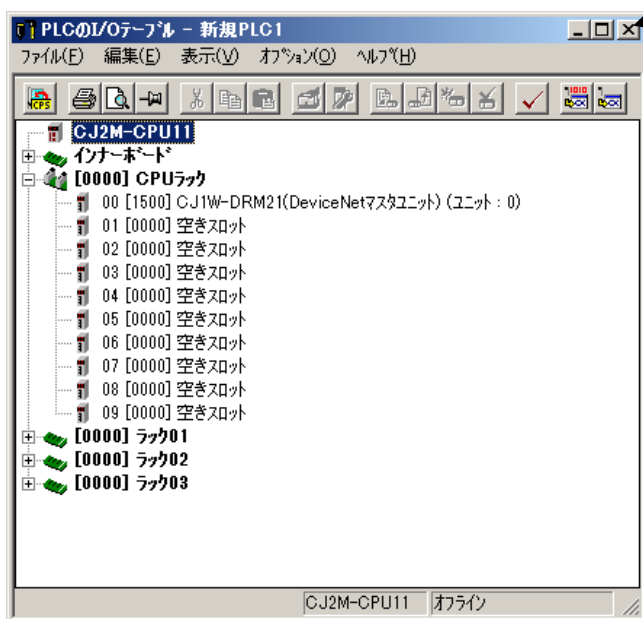 PLCのI/Oテーブル - 新規PLC1
ファイル(F) 編集(E) 表示(V) オプション(O) ヘルプ(H)
CJ2M-CPU11
インナーボード
[0000] CPUラック
00 [1500] CJ1W-DRM21(DeviceNetマスタユニット) (ユニット : 0)
01 [0000] 空きスロット
02 [0000] 空きスロット
03 [0000] 空きスロット
04 [0000] 空きスロット
05 [0000] 空きスロット
06 [0000] 空きスロット
07 [0000] 空きスロット
08 [0000] 空きスロット
09 [0000] 空きスロット
[0000] ラック01
[0000] ラック02
[0000] ラック03
CJ2M-CPU11 オフライン